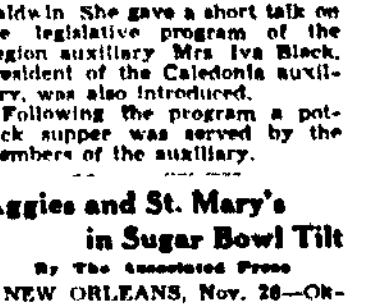 aldwin She gave a short talk on
e legislative program of the
egion auxiliary Mrs Iva Black,
esident of the Caledonia auxil-
ry, was also introduced.
Following the program a pot-
ck supper was served by the
embers of the auxiliary.
Aggies and St. Mary's
in Sugar Bowl Tilt
By The Associated Press
NEW ORLEANS, Nov. 28—Ok-